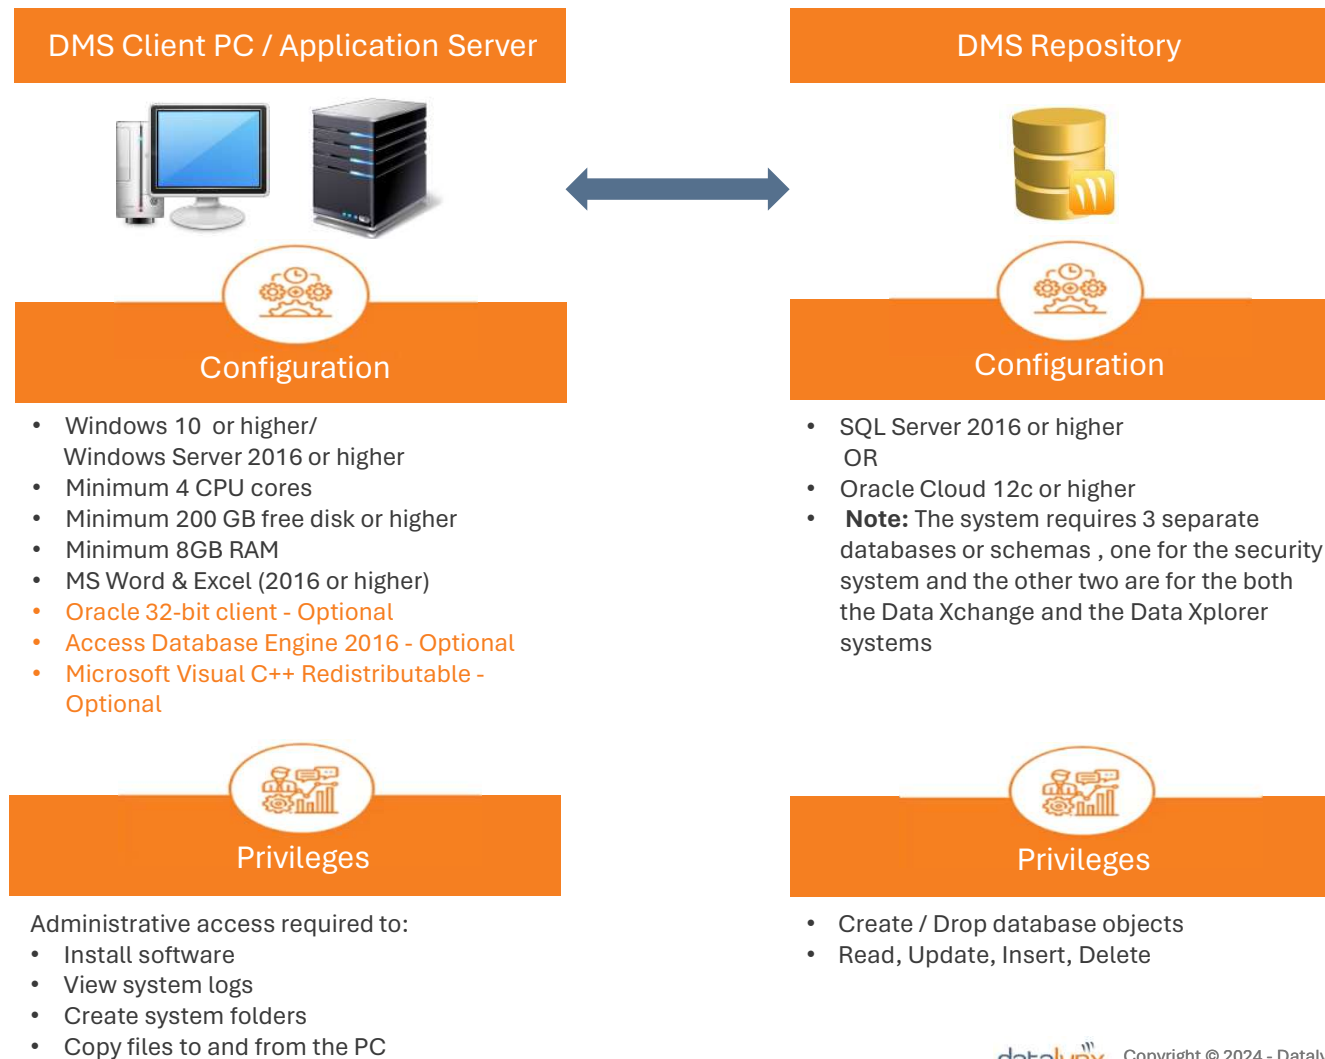 DMS Client PC / Application Server
DMS Repository
Configuration
• Windows 10 or higher/
Windows Server 2016 or higher
• Minimum 4 CPU cores
• Minimum 200 GB free disk or higher
• Minimum 8GB RAM
• MS Word & Excel (2016 or higher)
• Oracle 32-bit client - Optional
• Access Database Engine 2016 - Optional
• Microsoft Visual C++ Redistributable -
Optional
Configuration
• SQL Server 2016 or higher
OR
• Oracle Cloud 12c or higher
• Note: The system requires 3 separate
databases or schemas , one for the security
system and the other two are for the both
the Data Xchange and the Data Xplorer
systems
Privileges
Administrative access required to:
• Install software
• View system logs
• Create system folders
• Copy files to and from the PC
Privileges
• Create / Drop database objects
• Read, Update, Insert, Delete
datalynx
Copyright © 2024 -